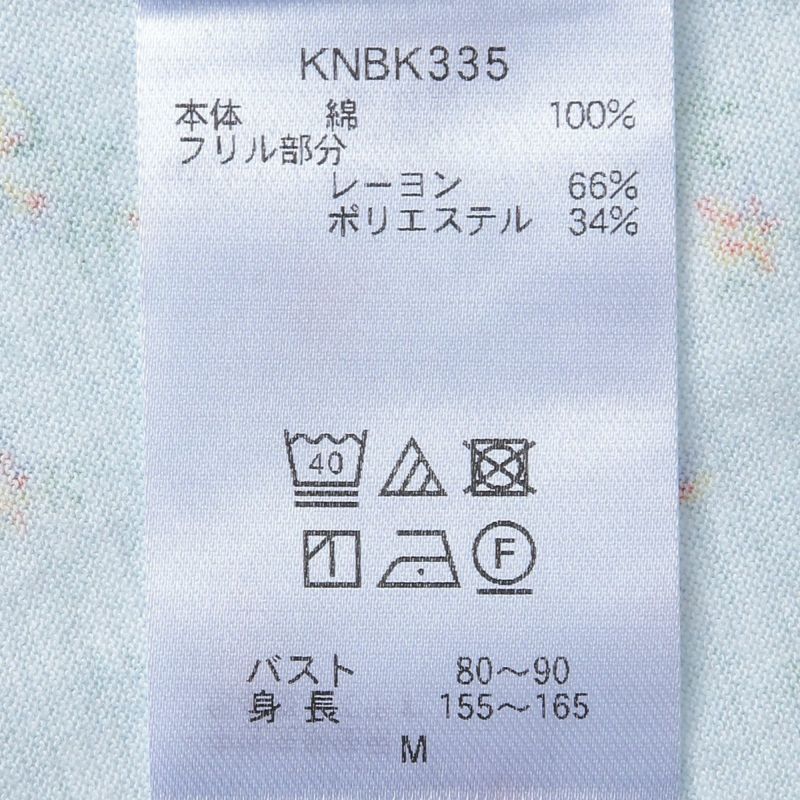 KNBK335
本体 綿 100%
フリル部分
レーヨン 66%
ポリエステル 34%
40
F
バスト 80～90
身長 155～165
M